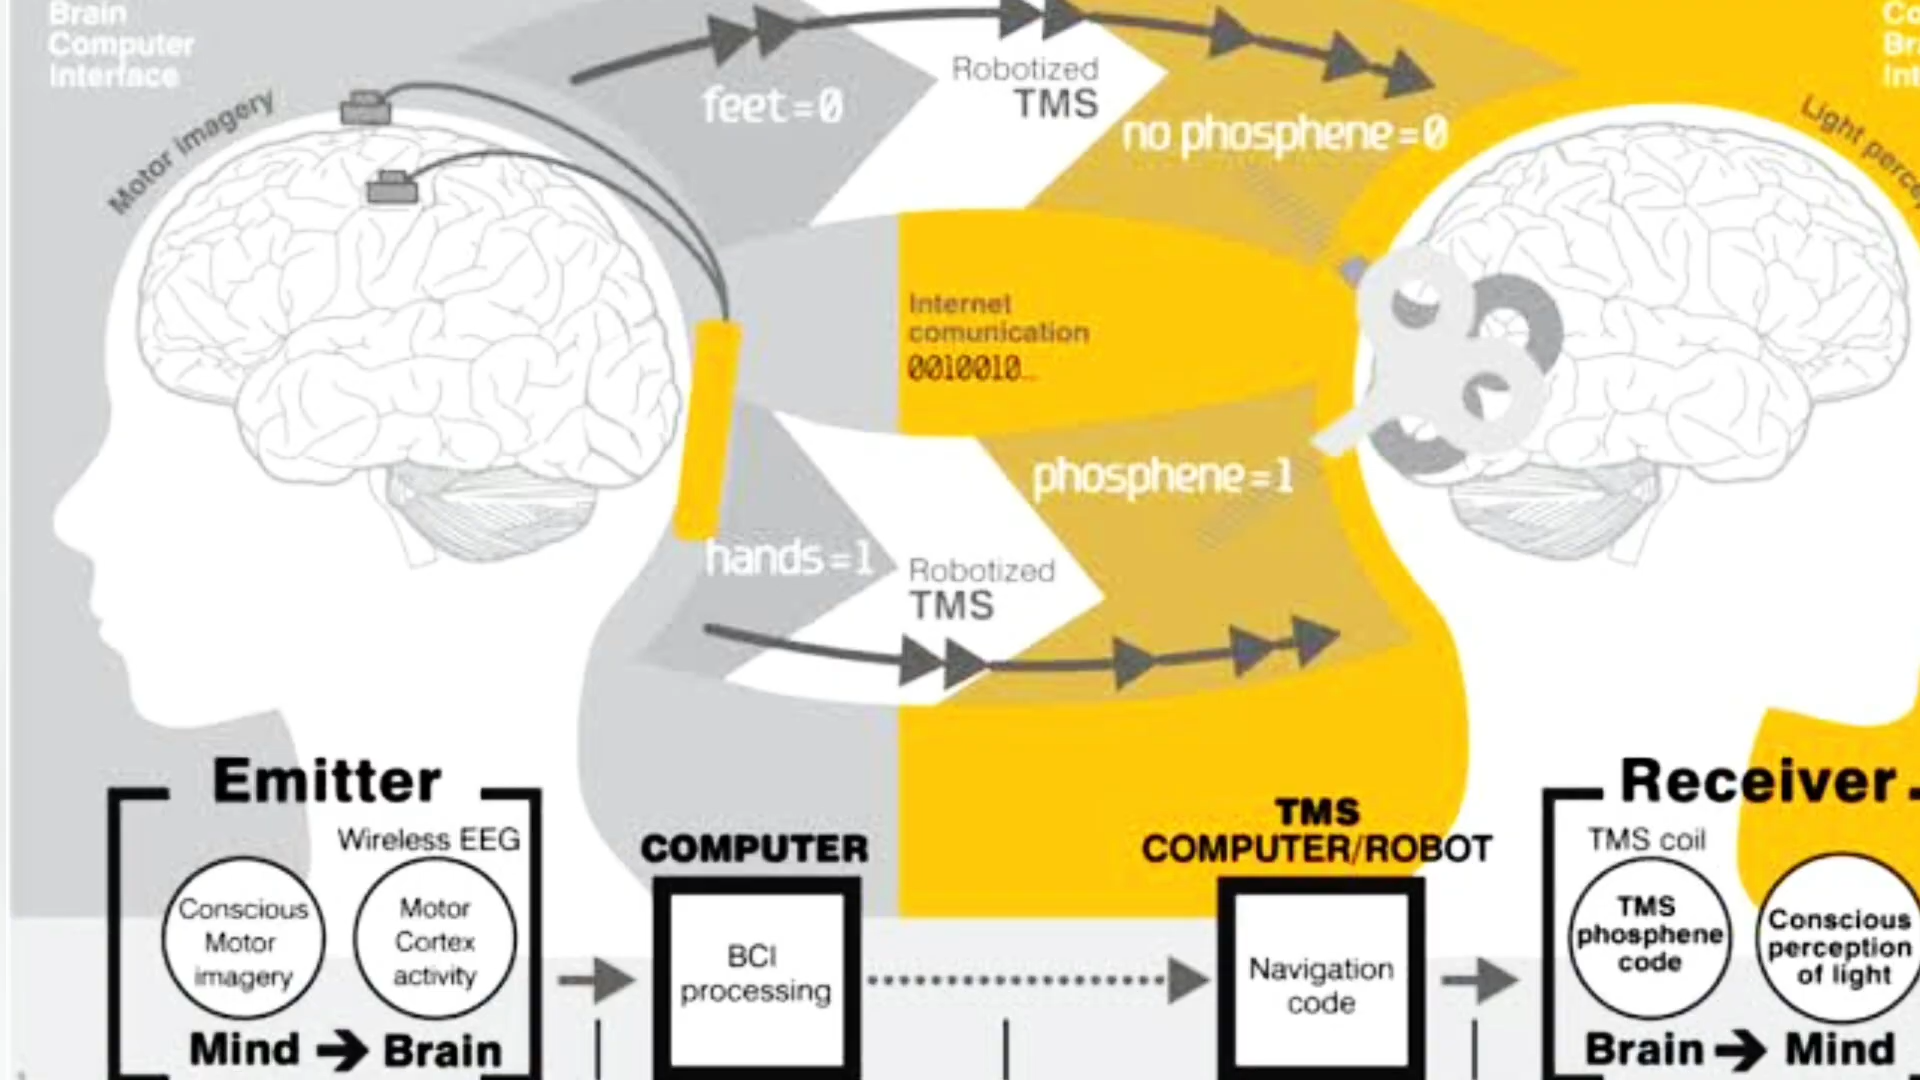 Brain
Computer
Interface
Motor imagery
feet=0
Robotized
TMS
no phosphene=0
Light
Internet
comunication
0010010...
phosphene=1
hands=1
Robotized
TMS
Emitter
Wireless EEG
Conscious
Motor
imagery
Motor
Cortex
activity
Mind → Brain
COMPUTER
BCI
processing
TMS
COMPUTER/ROBOT
Navigation
code
Receiver
TMS coil
TMS
phosphene
code
Conscious
perception
of light
Brain → Mind